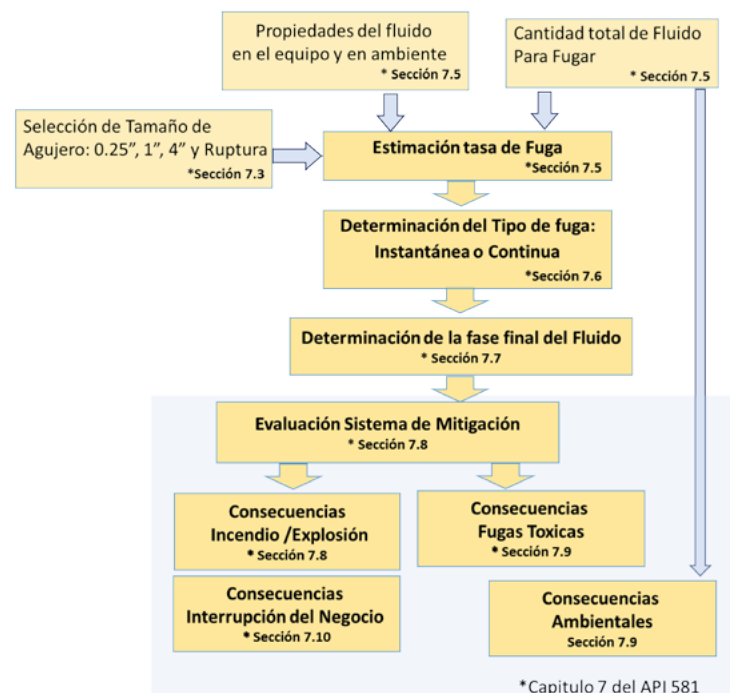 Propiedades del fluido
en el equipo y en ambiente
* Sección 7.5
Cantidad total de Fluido
Para Fugar
* Sección 7.5
Selección de Tamaño de
Agujero: 0.25”, 1”, 4” y Ruptura
*Sección 7.3
Estimación tasa de Fuga
*Sección 7.5
Determinación del Tipo de fuga:
Instantánea o Continua
*Sección 7.6
Determinación de la fase final del Fluido
* Sección 7.7
Evaluación Sistema de Mitigación
* Sección 7.8
Consecuencias
Incendio /Explosión
* Sección 7.8
Consecuencias
Fugas Toxicas
* Sección 7.9
Consecuencias
Interrupción del Negocio
* Sección 7.10
Consecuencias
Ambientales
Sección 7.9
*Capitulo 7 del API 581